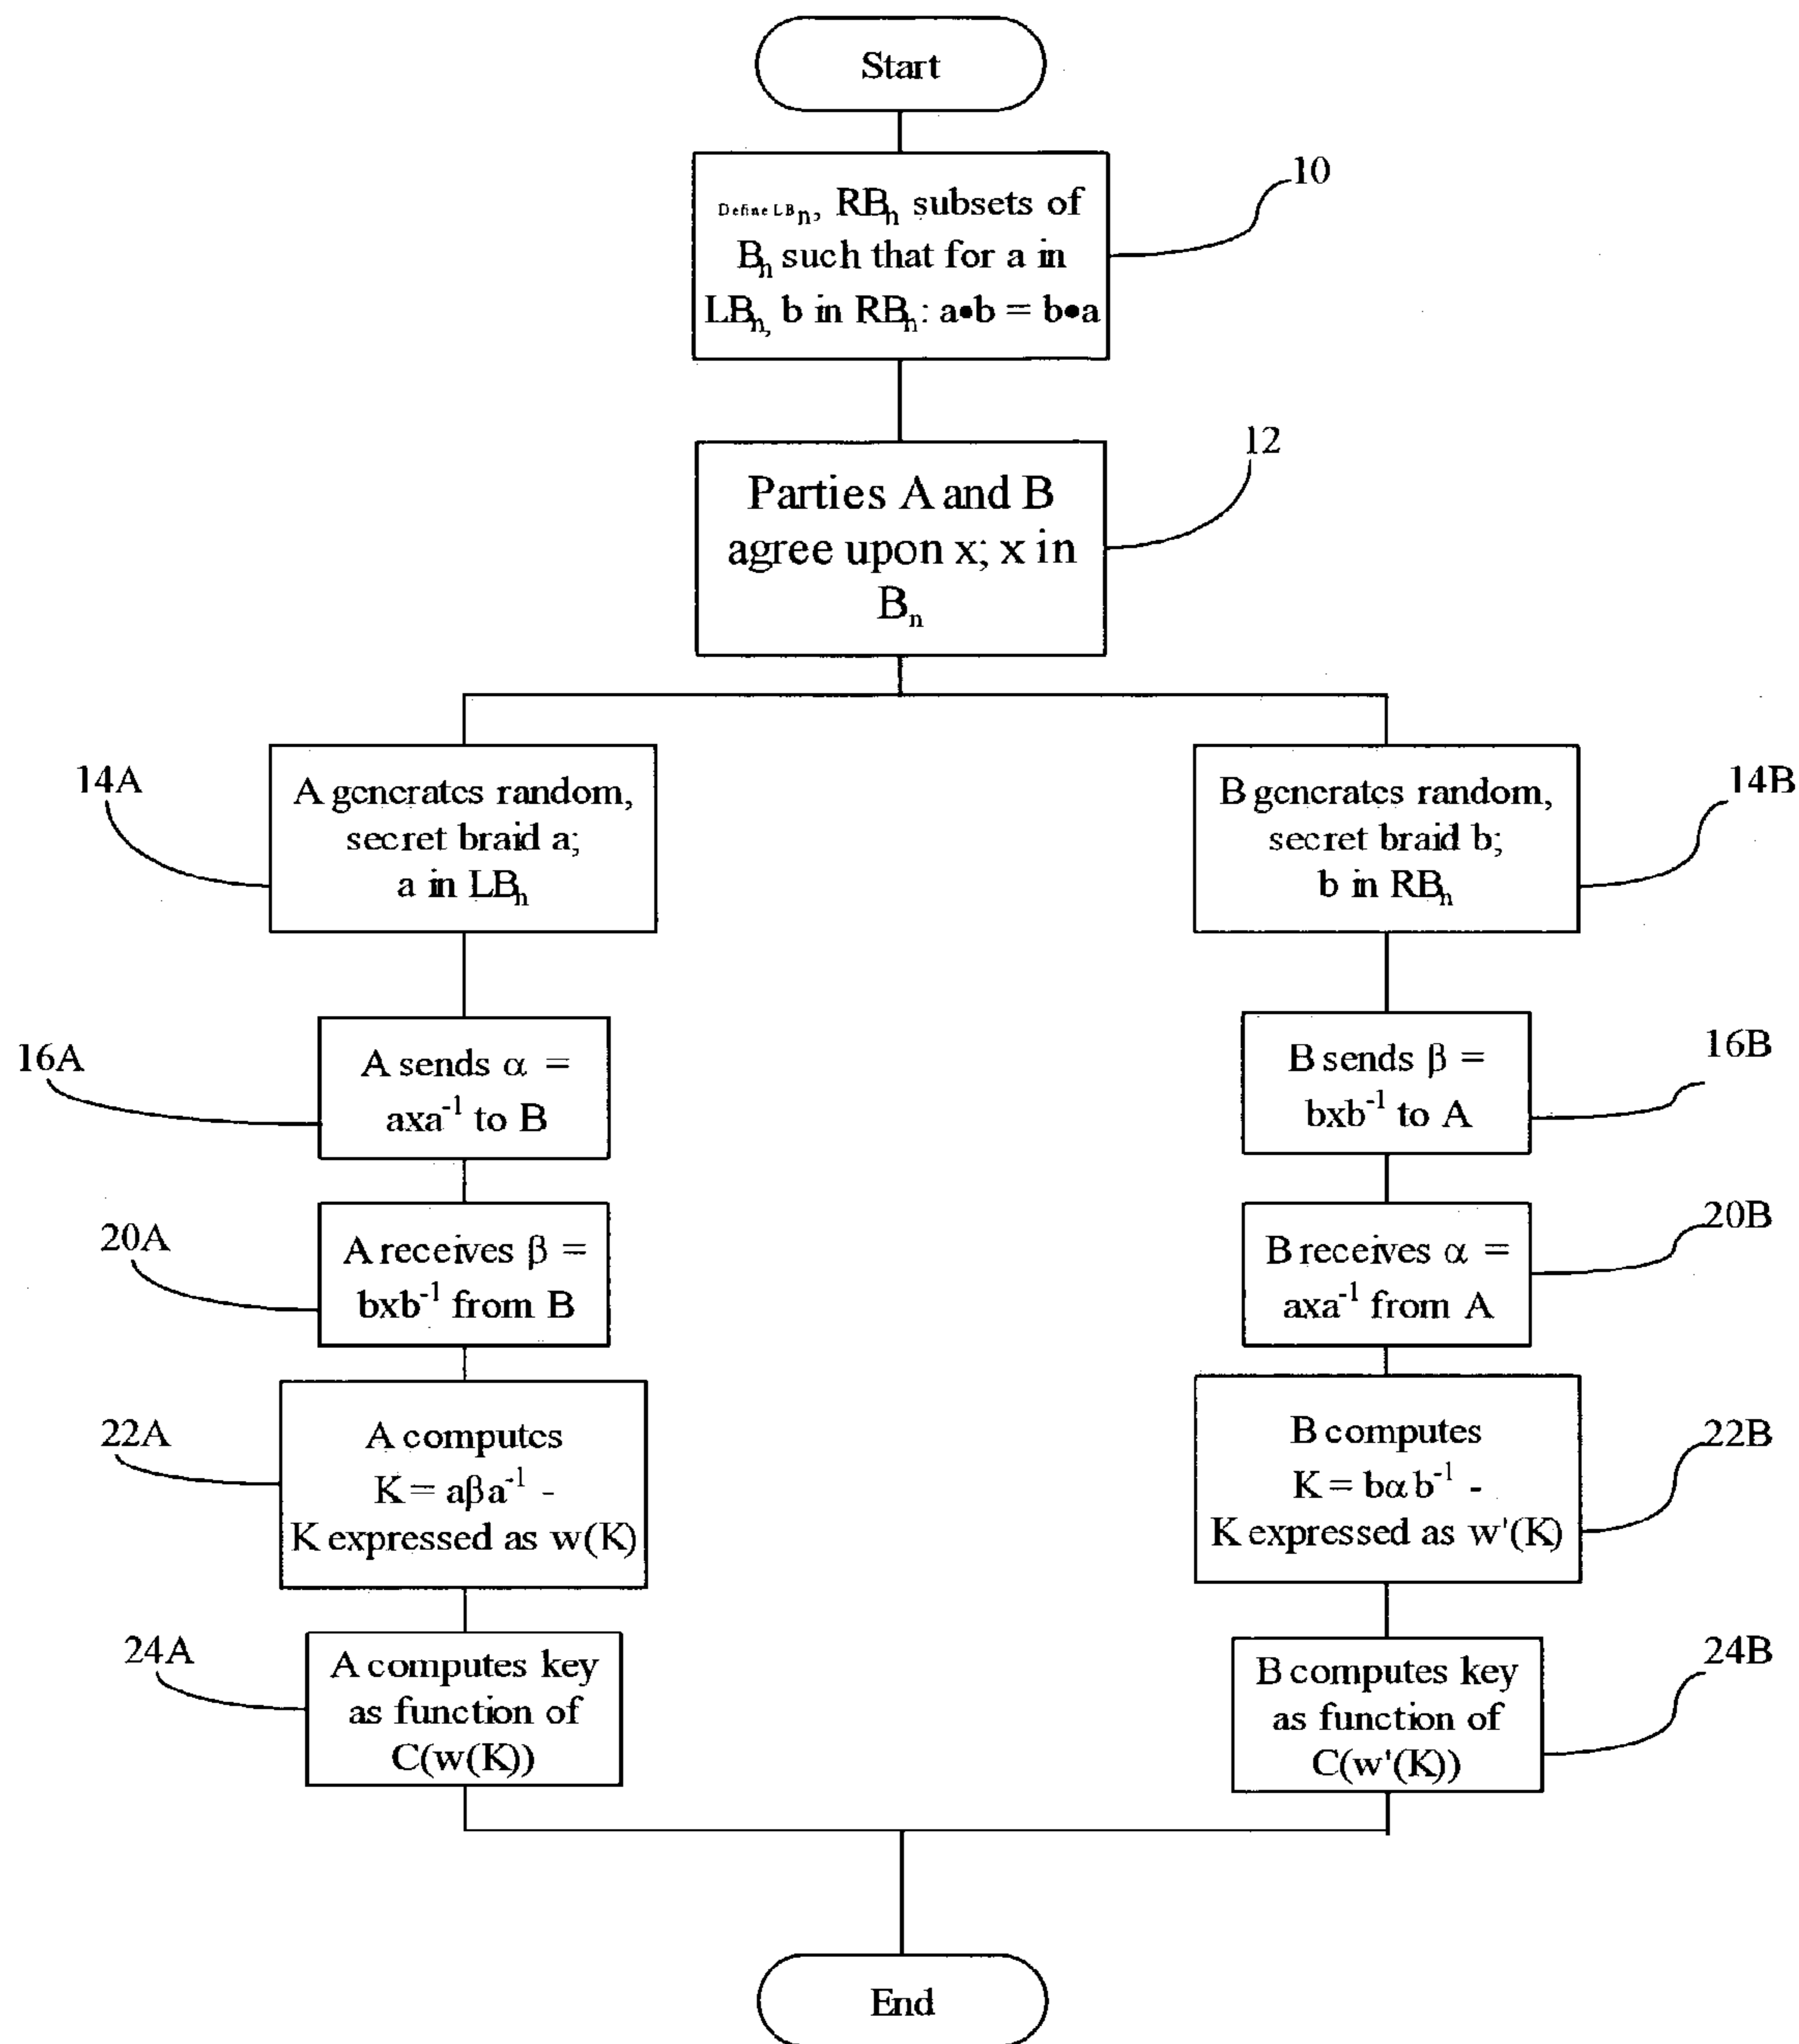 Start
10
Define LBₙ, RBₙ subsets of
Bₙ such that for a in
LBₙ, b in RBₙ: a•b = b•a
12
Parties A and B
agree upon x; x in
Bₙ
14A
A generates random,
secret braid a;
a in LBₙ
B generates random,
secret braid b;
b in RBₙ
14B
16A
A sends α =
axa⁻¹ to B
B sends β =
bxb⁻¹ to A
16B
20A
A receives β =
bxb⁻¹ from B
B receives α =
axa⁻¹ from A
20B
22A
A computes
K = aβa⁻¹ -
K expressed as w(K)
B computes
K = bαb⁻¹ -
K expressed as w'(K)
22B
24A
A computes key
as function of
C(w(K))
B computes key
as function of
C(w'(K))
24B
End